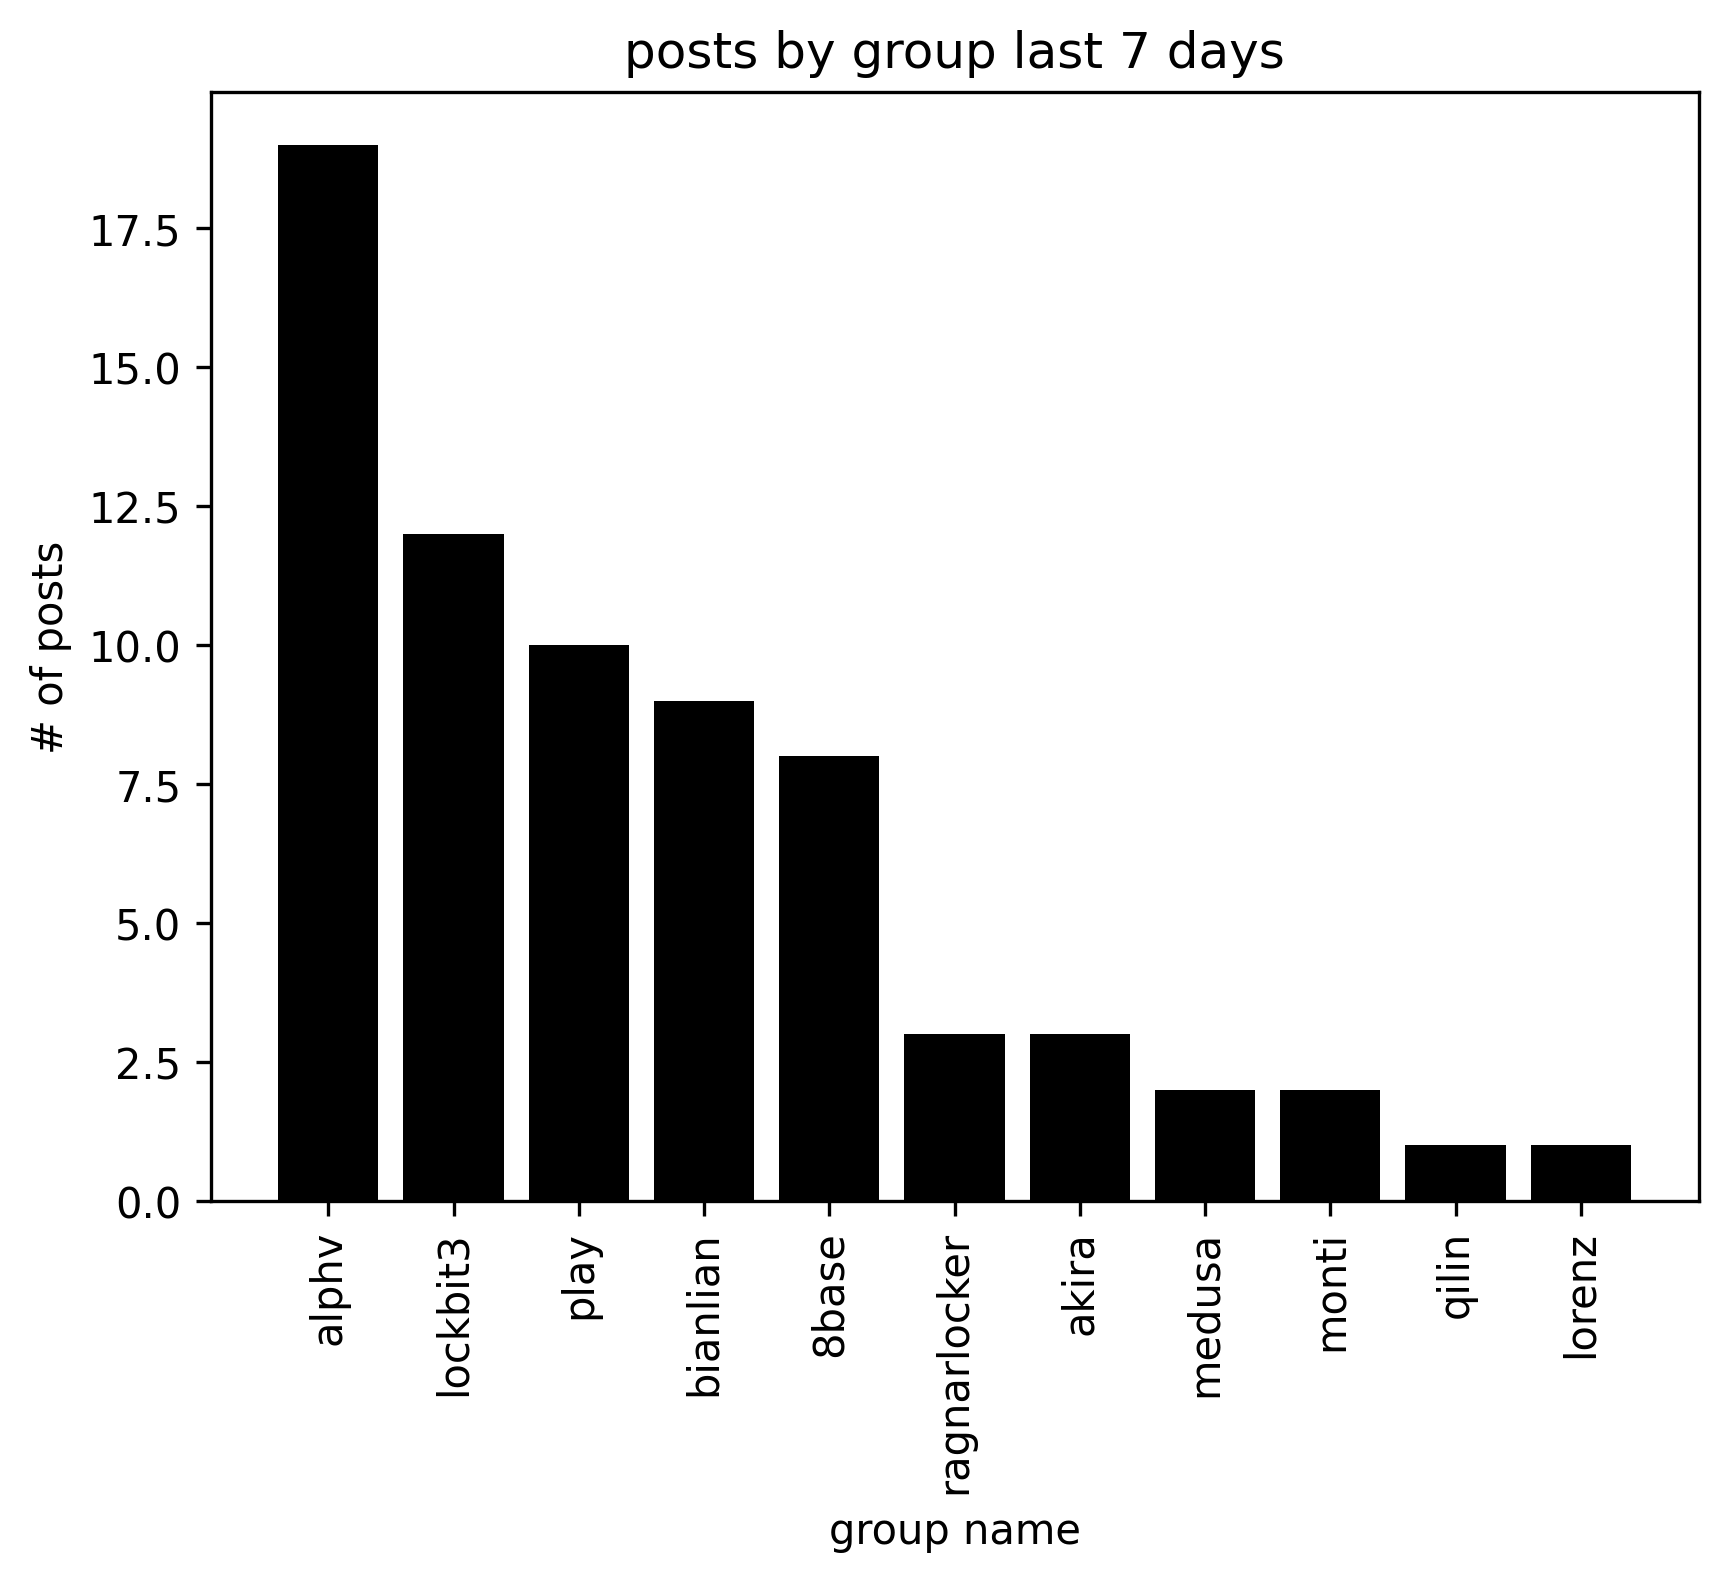 posts by group last 7 days
# of posts
17.5
15.0
12.5
10.0
7.5
5.0
2.5
0.0
alphv
lockbit3
play
bianlian
8base
ragnarlocker
akira
medusa
monti
qilin
lorenz
group name